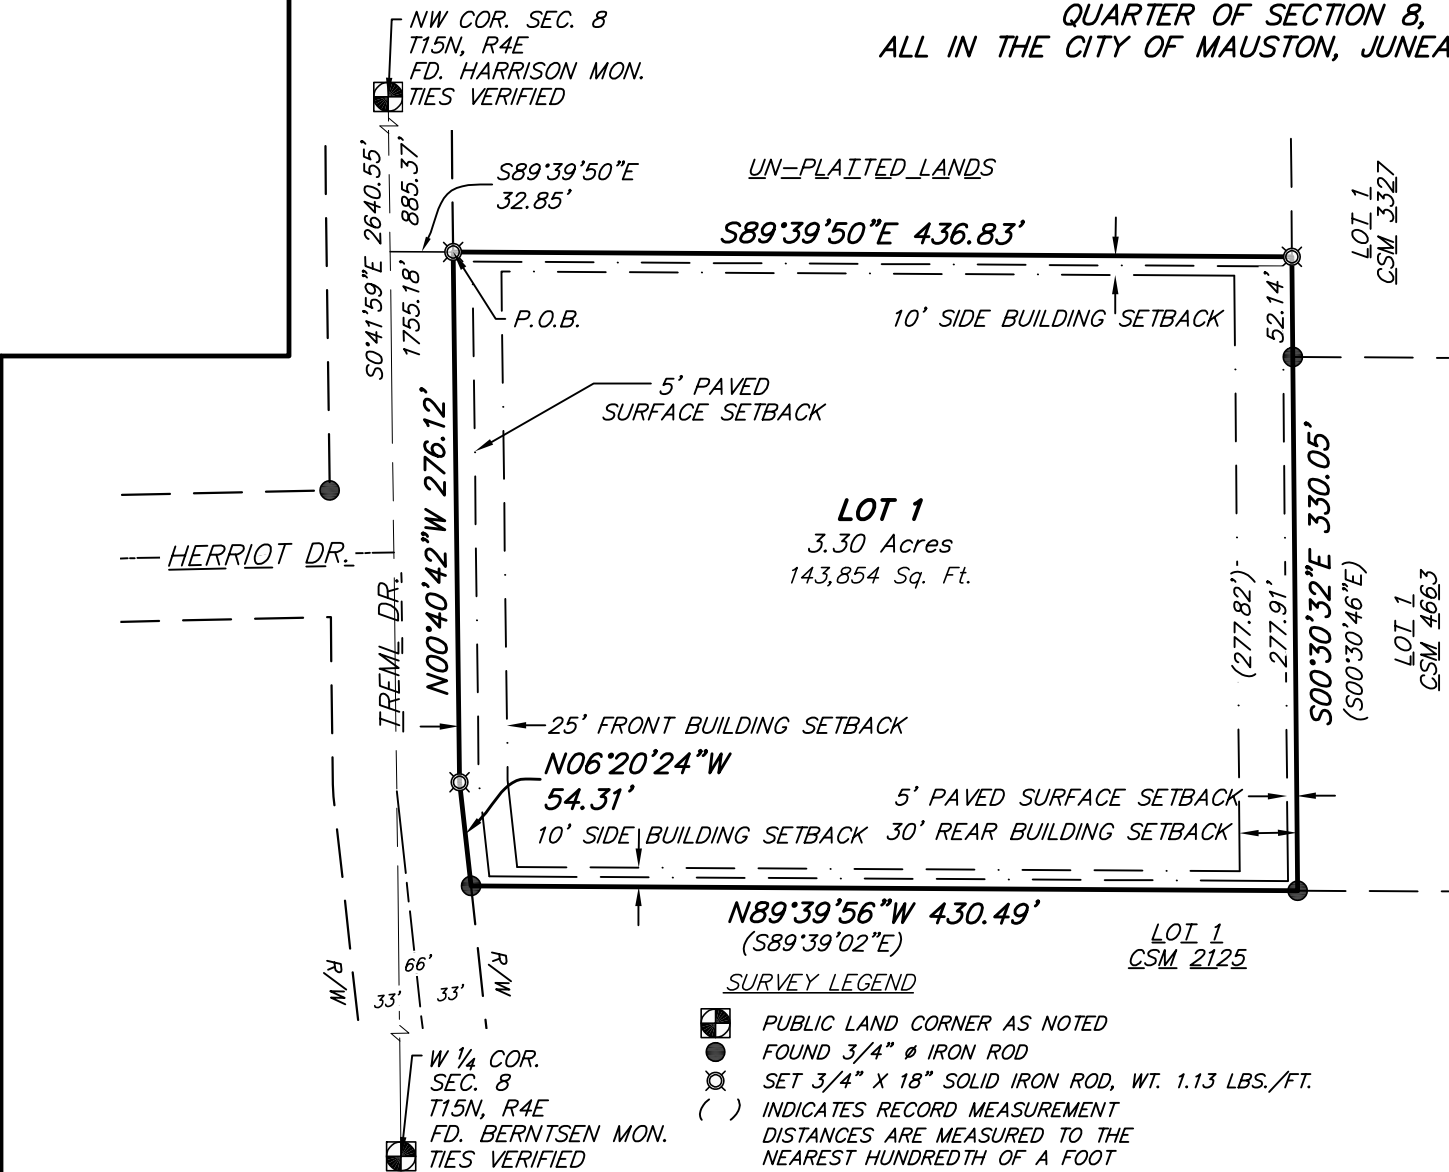 QUARTER OF SECTION 8,
ALL IN THE CITY OF MAUSTON, JUNEA
NW COR. SEC. 8
T15N, R4E
FD. HARRISON MON.
TIES VERIFIED
S0°41'59"E 2640.55'
885.37'
1755.18'
S89°39'50"E
32.85'
UN-PLATTED LANDS
S89°39'50"E 436.83'
LOT 1
CSM 3327
P.O.B.
10' SIDE BUILDING SETBACK
52.14'
5' PAVED
SURFACE SETBACK
N00°40'42"W 276.12'
LOT 1
3.30 Acres
143,854 Sq. Ft.
HERRIOT DR.
TREML DR.
(277.82')
277.91'
S00°30'32"E 330.05'
(S00°30'46"E)
LOT 1
CSM 4663
25' FRONT BUILDING SETBACK
N06°20'24"W
54.31'
5' PAVED SURFACE SETBACK
10' SIDE BUILDING SETBACK
30' REAR BUILDING SETBACK
N89°39'56"W 430.49'
(S89°39'02"E)
LOT 1
CSM 2125
R/W
66'
33'
33'
R/W
SURVEY LEGEND
PUBLIC LAND CORNER AS NOTED
FOUND 3/4" ø IRON ROD
SET 3/4" X 18" SOLID IRON ROD, WT. 1.13 LBS./FT.
( ) INDICATES RECORD MEASUREMENT
DISTANCES ARE MEASURED TO THE
NEAREST HUNDREDTH OF A FOOT
W ¼ COR.
SEC. 8
T15N, R4E
FD. BERNTSEN MON.
TIES VERIFIED